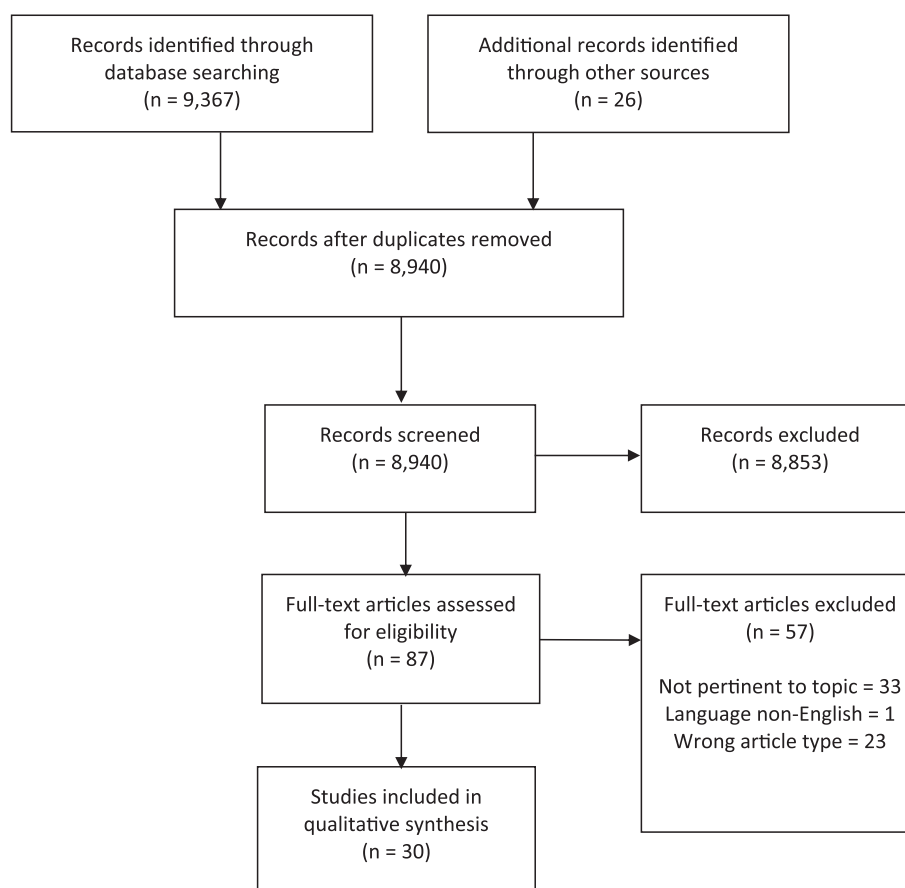 Records identified through
database searching
(n = 9,367)
Additional records identified
through other sources
(n = 26)
Records after duplicates removed
(n = 8,940)
Records screened
(n = 8,940)
Records excluded
(n = 8,853)
Full-text articles assessed
for eligibility
(n = 87)
Full-text articles excluded
(n = 57)
Not pertinent to topic = 33
Language non-English = 1
Wrong article type = 23
Studies included in
qualitative synthesis
(n = 30)